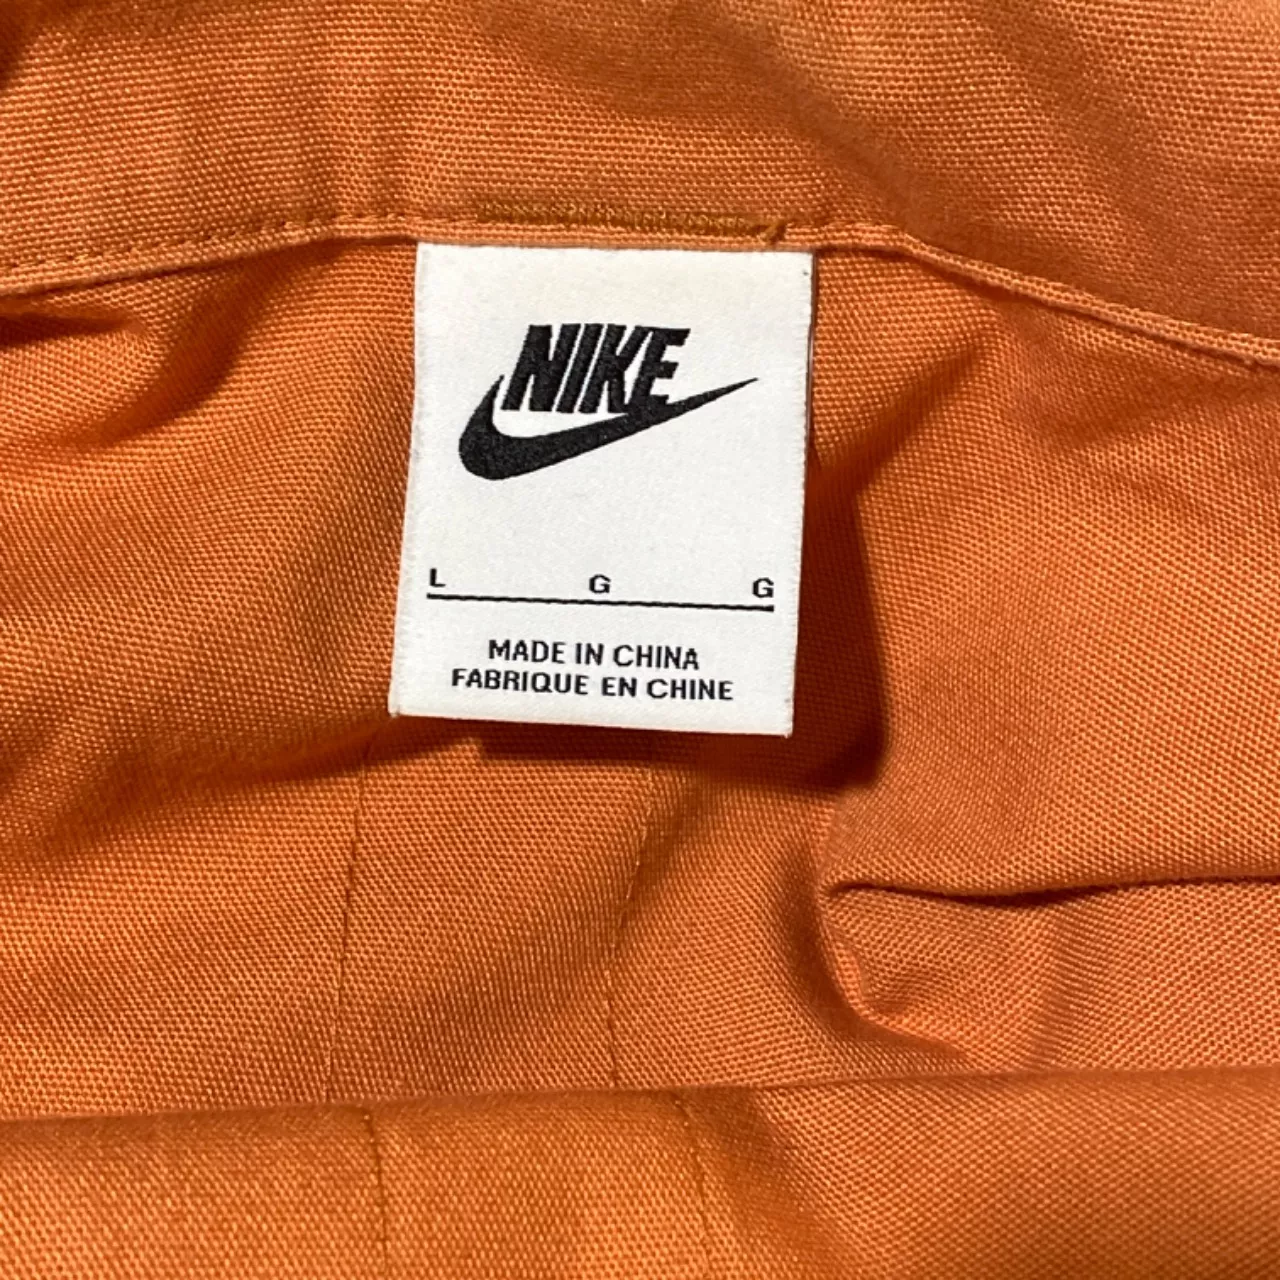 NIKE
L G G
MADE IN CHINA
FABRIQUE EN CHINE